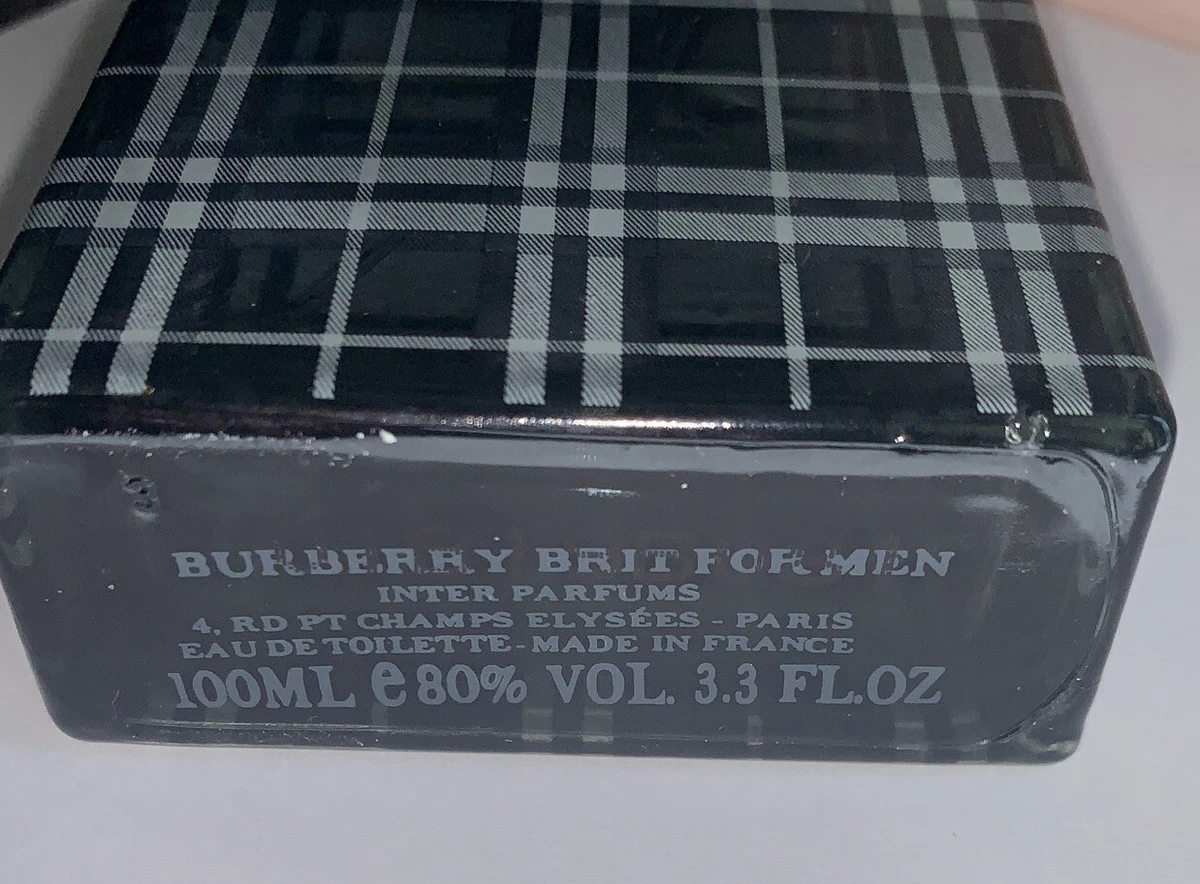 BURBERRY BRIT FOR MEN
INTER PARFUMS
4, RD PT CHAMPS ELYSÉES - PARIS
EAU DE TOILETTE - MADE IN FRANCE
100ML e 80% VOL. 3.3 FL.OZ